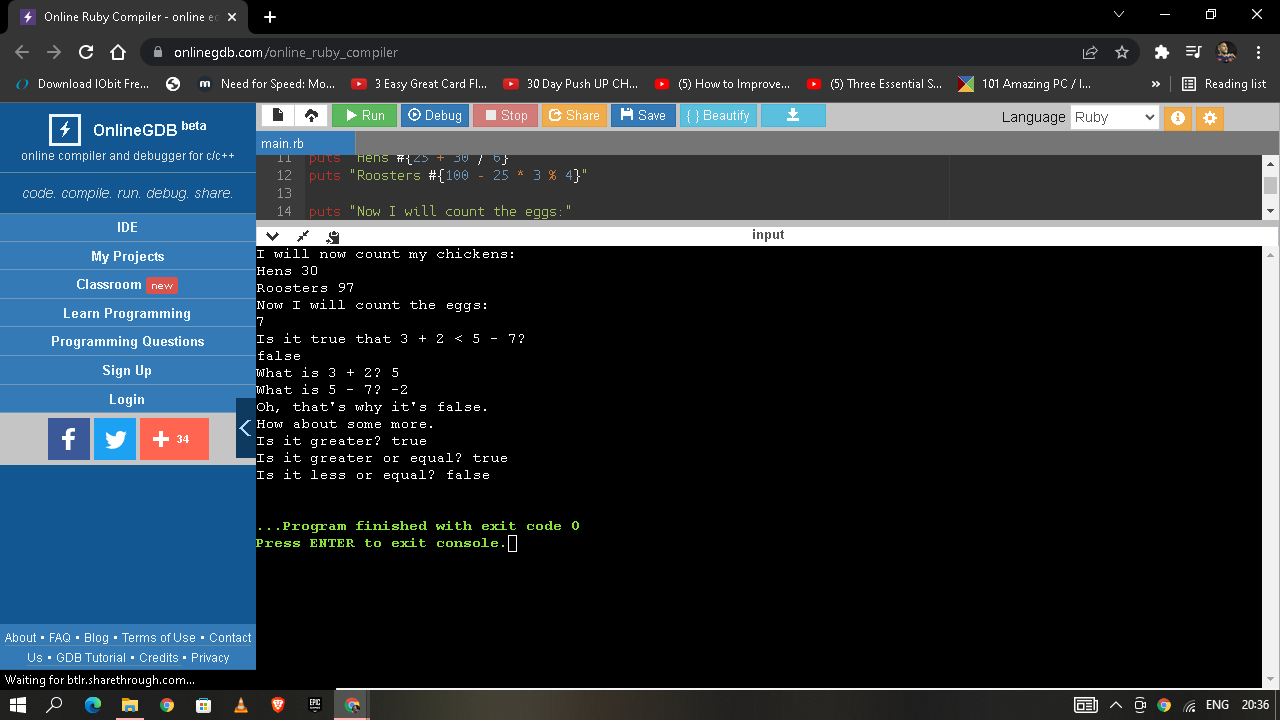 Online Ruby Compiler - online ed
onlinegdb.com/online_ruby_compiler
Download IObit Fre...
Need for Speed: Mo...
3 Easy Great Card Fl...
30 Day Push UP CH...
(5) How to Improve...
(5) Three Essential S...
101 Amazing PC / I...
»
Reading list
OnlineGDB beta
online compiler and debugger for c/c++
code. compile. run. debug. share.
IDE
My Projects
Classroom new
Learn Programming
Programming Questions
Sign Up
Login
34
About • FAQ • Blog • Terms of Use • Contact
Us • GDB Tutorial • Credits • Privacy
Waiting for btlr.sharethrough.com...
Run Debug Stop Share Save { } Beautify Language Ruby
main.rb
11 puts "Hens #{25 + 30 / 6}"
12 puts "Roosters #{100 - 25 * 3 % 4}"
13
14 puts "Now I will count the eggs:"
input
I will now count my chickens:
Hens 30
Roosters 97
Now I will count the eggs:
7
Is it true that 3 + 2 < 5 - 7?
false
What is 3 + 2? 5
What is 5 - 7? -2
Oh, that's why it's false.
How about some more.
Is it greater? true
Is it greater or equal? true
Is it less or equal? false
...Program finished with exit code 0
Press ENTER to exit console.
EPIC
ENG 20:36